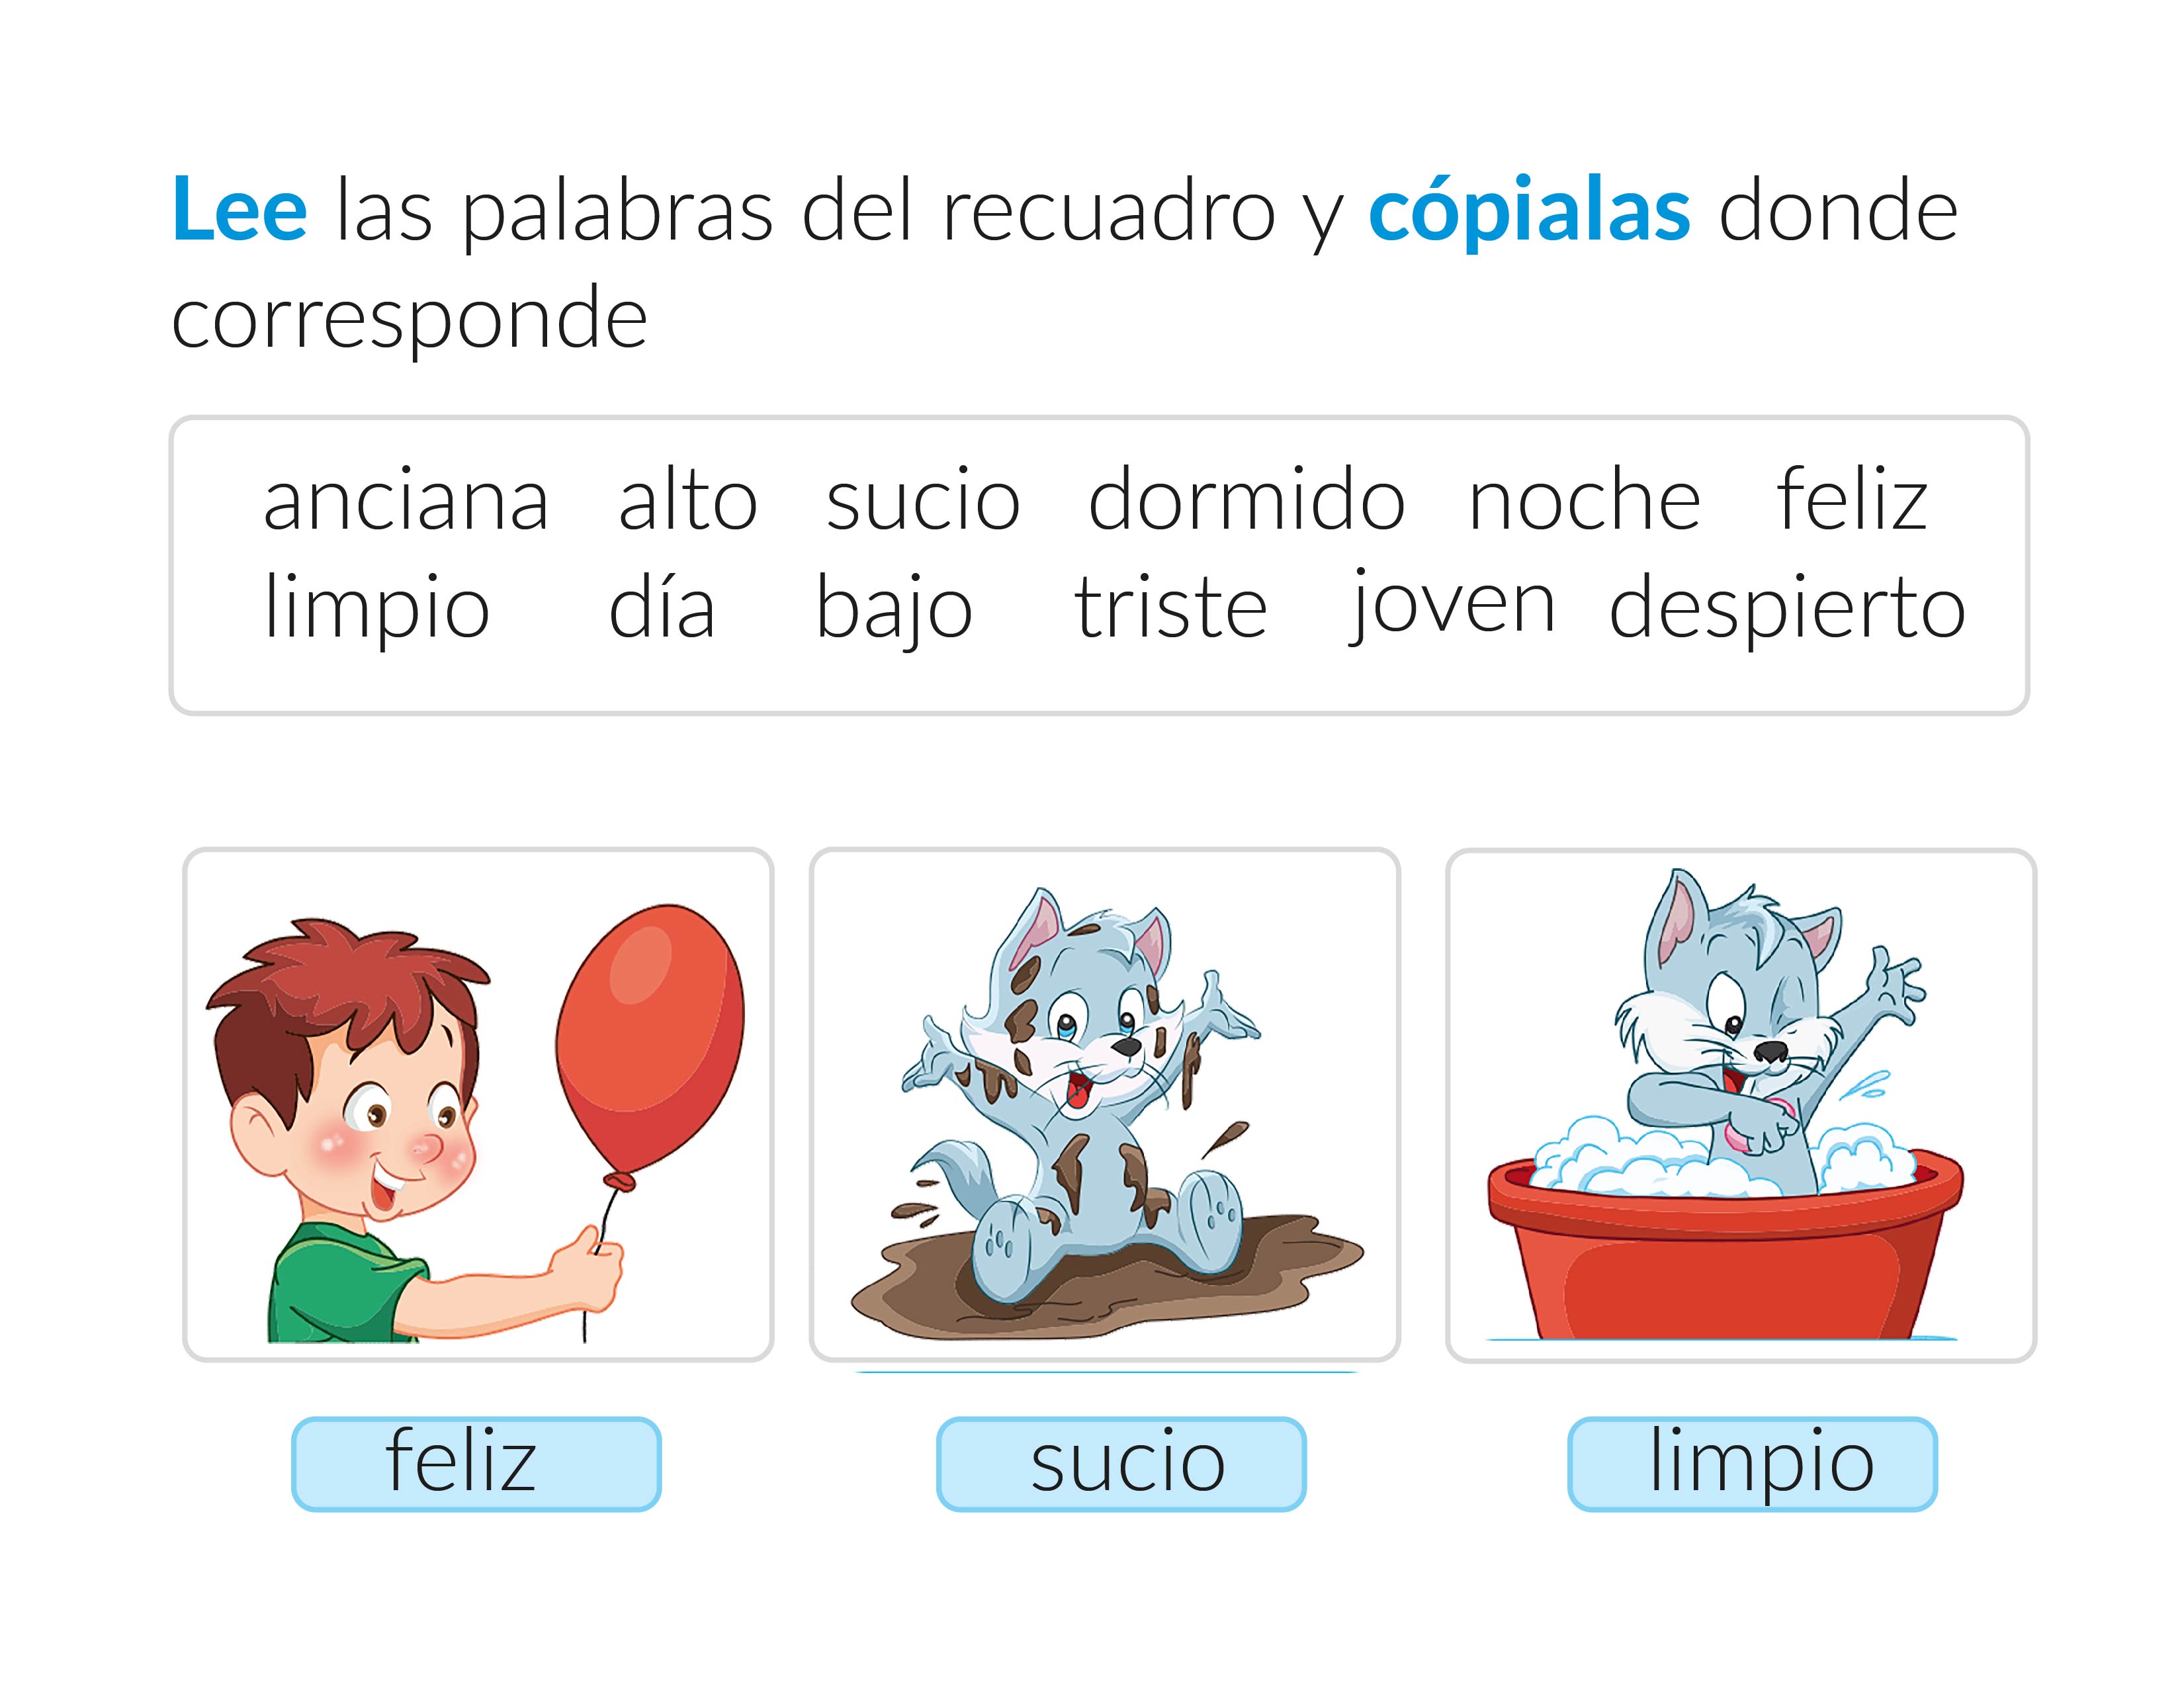 Lee las palabras del recuadro y cópialas donde
corresponde
anciana alto sucio dormido noche feliz
limpio día bajo triste joven despierto
feliz sucio limpio